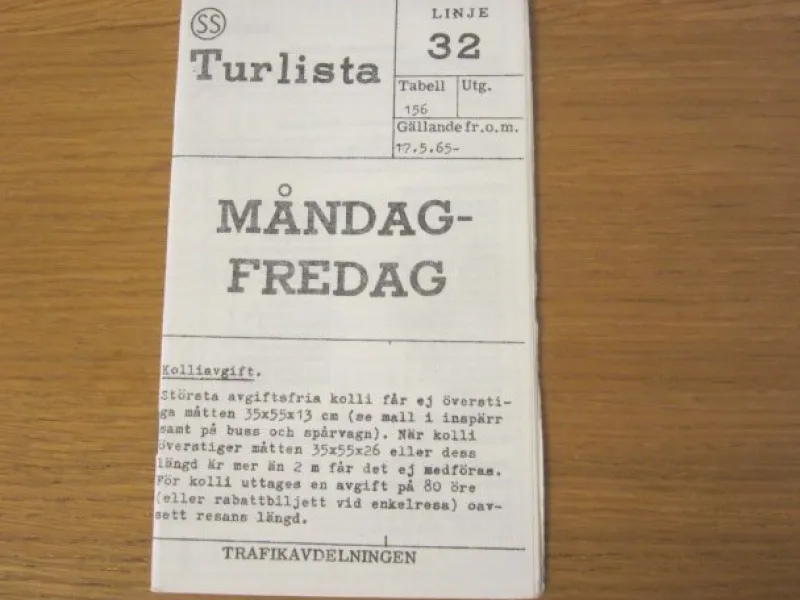 SS
Turlista
LINJE
32
Tabell Utg.
156
Gällande fr.o.m.
17.5.65-
MÅNDAG-
FREDAG
Kolliavgift.
Största avgiftsfria kolli får ej översti-
ga måtten 35x55x13 cm (se mall i inspärr
samt på buss och spårvagn). När kolli
överstiger måtten 35x55x26 eller dess
längd är mer än 2 m får det ej medföras.
För kolli uttages en avgift på 80 öre
(eller rabattbiljett vid enkelresa) oav-
sett resans längd.
TRAFIKAVDELNINGEN